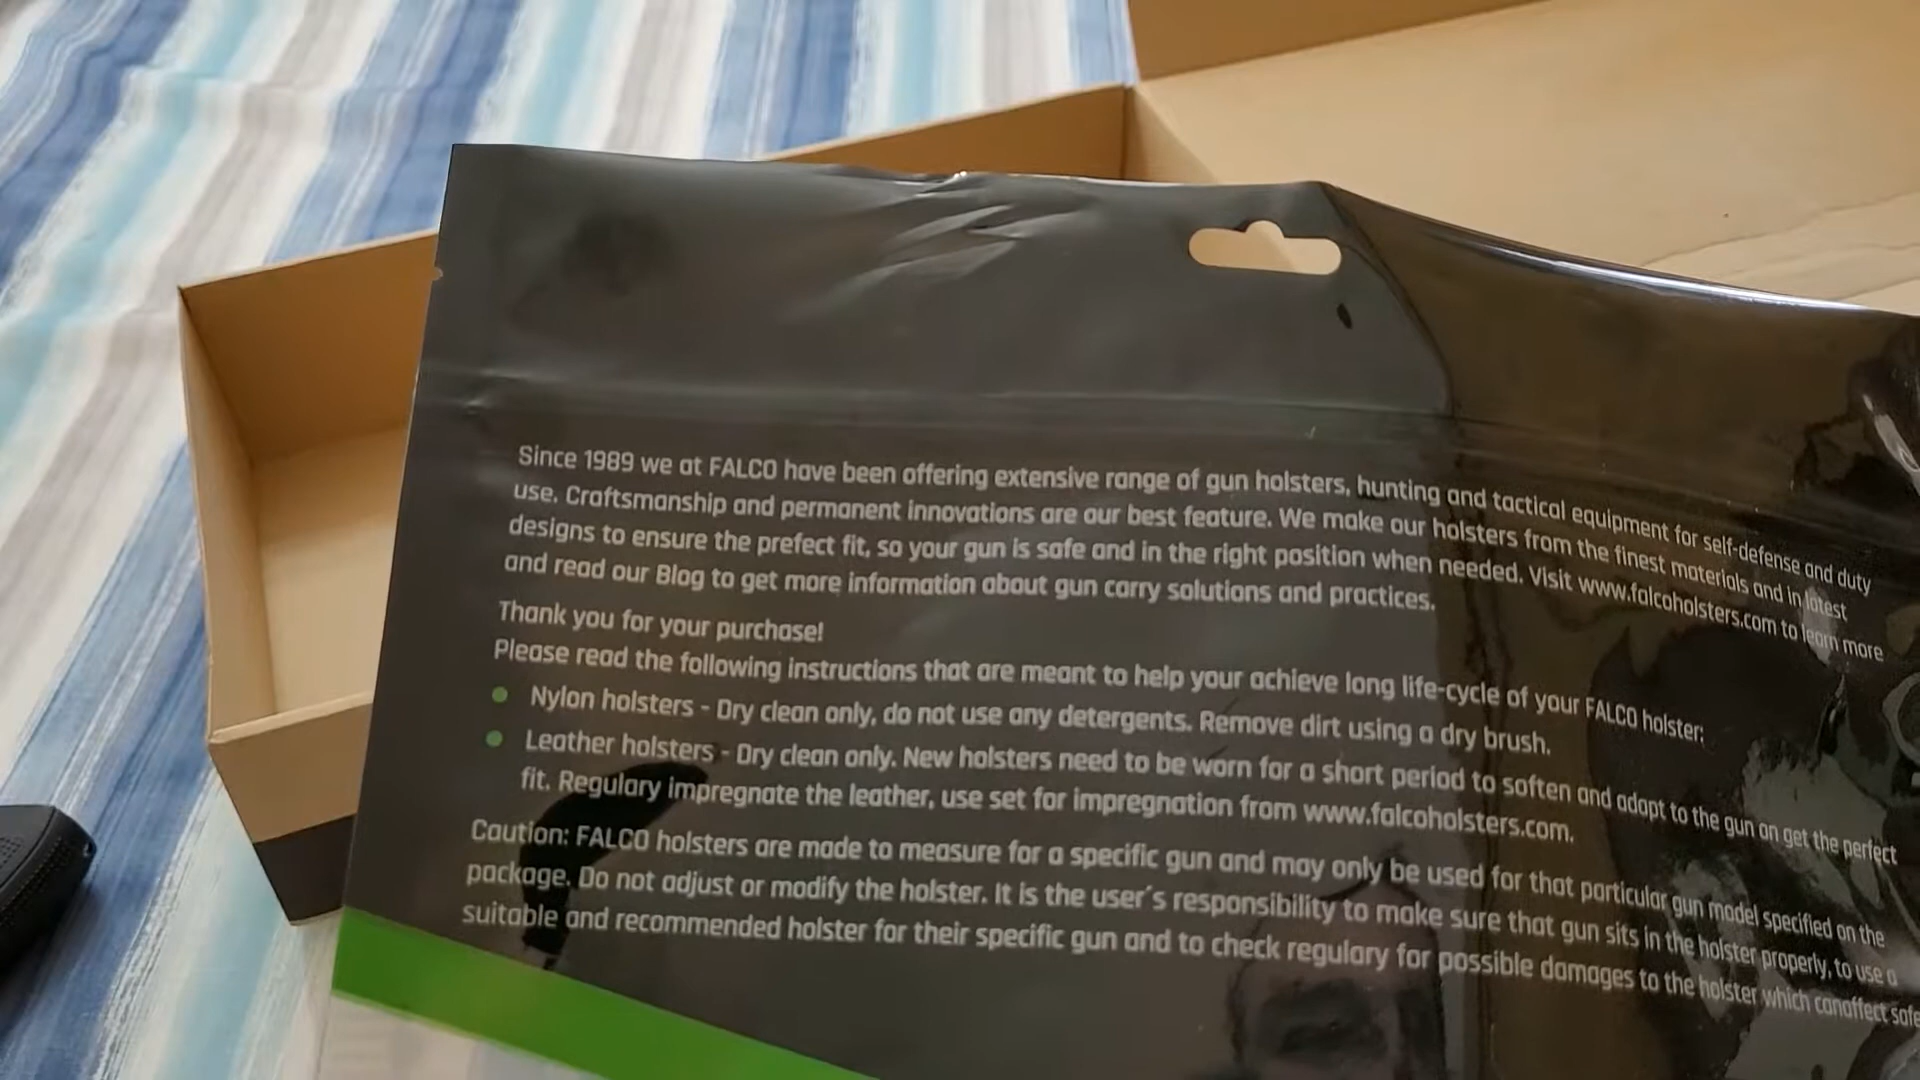 Since 1989 we at FALCO have been offering extensive range of gun holsters, hunting and tactical equipment for self-defense and duty
use. Craftsmanship and permanent innovations are our best feature. We make our holsters from the finest materials and in latest
designs to ensure the prefect fit, so your gun is safe and in the right position when needed. Visit www.falcoholsters.com to learn more
and read our Blog to get more information about gun carry solutions and practices.
Thank you for your purchase!
Please read the following instructions that are meant to help your achieve long life-cycle of your FALCO holster:
Nylon holsters - Dry clean only, do not use any detergents. Remove dirt using a dry brush.
Leather holsters - Dry clean only. New holsters need to be worn for a short period to soften and adapt to the gun an get the perfect
fit. Regulary impregnate the leather, use set for impregnation from www.falcoholsters.com.
Caution: FALCO holsters are made to measure for a specific gun and may only be used for that particular gun model specified on the
package. Do not adjust or modify the holster. It is the user's responsibility to make sure that gun sits in the holster properly, to use a
suitable and recommended holster for their specific gun and to check regulary for possible damages to the holster which canaffect